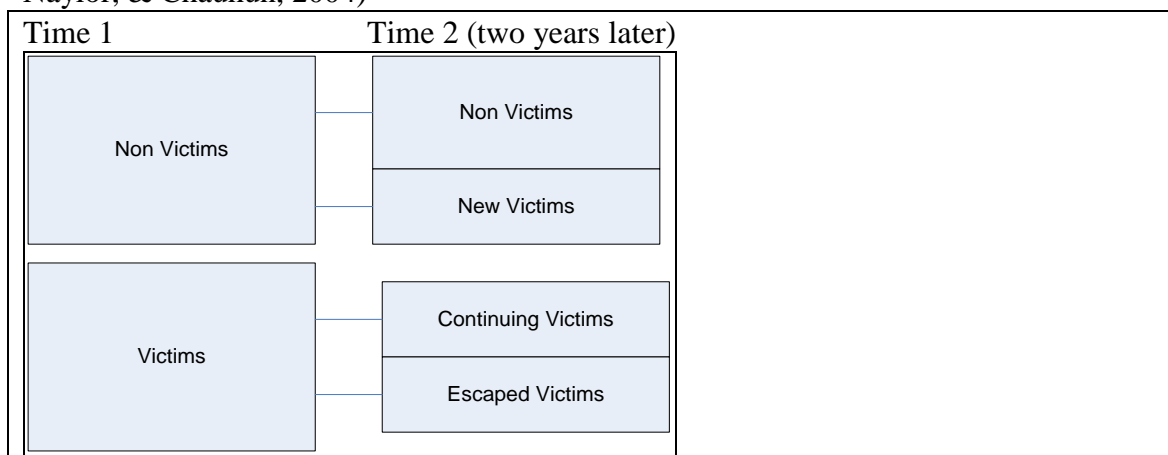 Naylor, & Chauhun, 2004)
Time 1 Time 2 (two years later)
Non Victims
Non Victims
New Victims
Victims
Continuing Victims
Escaped Victims